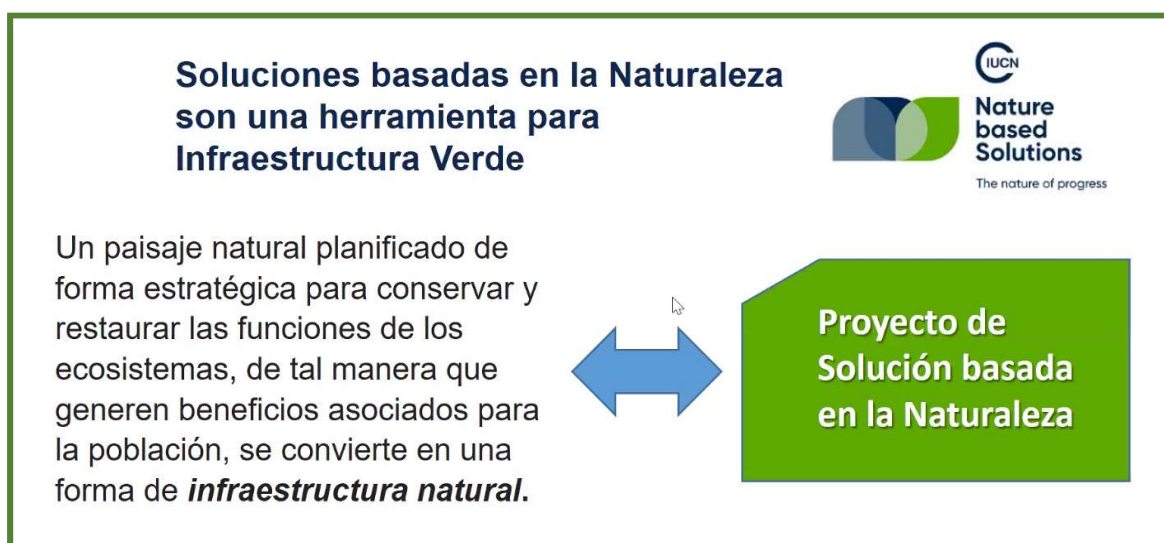 Soluciones basadas en la Naturaleza
son una herramienta para
Infraestructura Verde
IUCN
Nature
based
Solutions
The nature of progress
Un paisaje natural planificado de
forma estratégica para conservar y
restaurar las funciones de los
ecosistemas, de tal manera que
generen beneficios asociados para
la población, se convierte en una
forma de infraestructura natural.
Proyecto de
Solución basada
en la Naturaleza